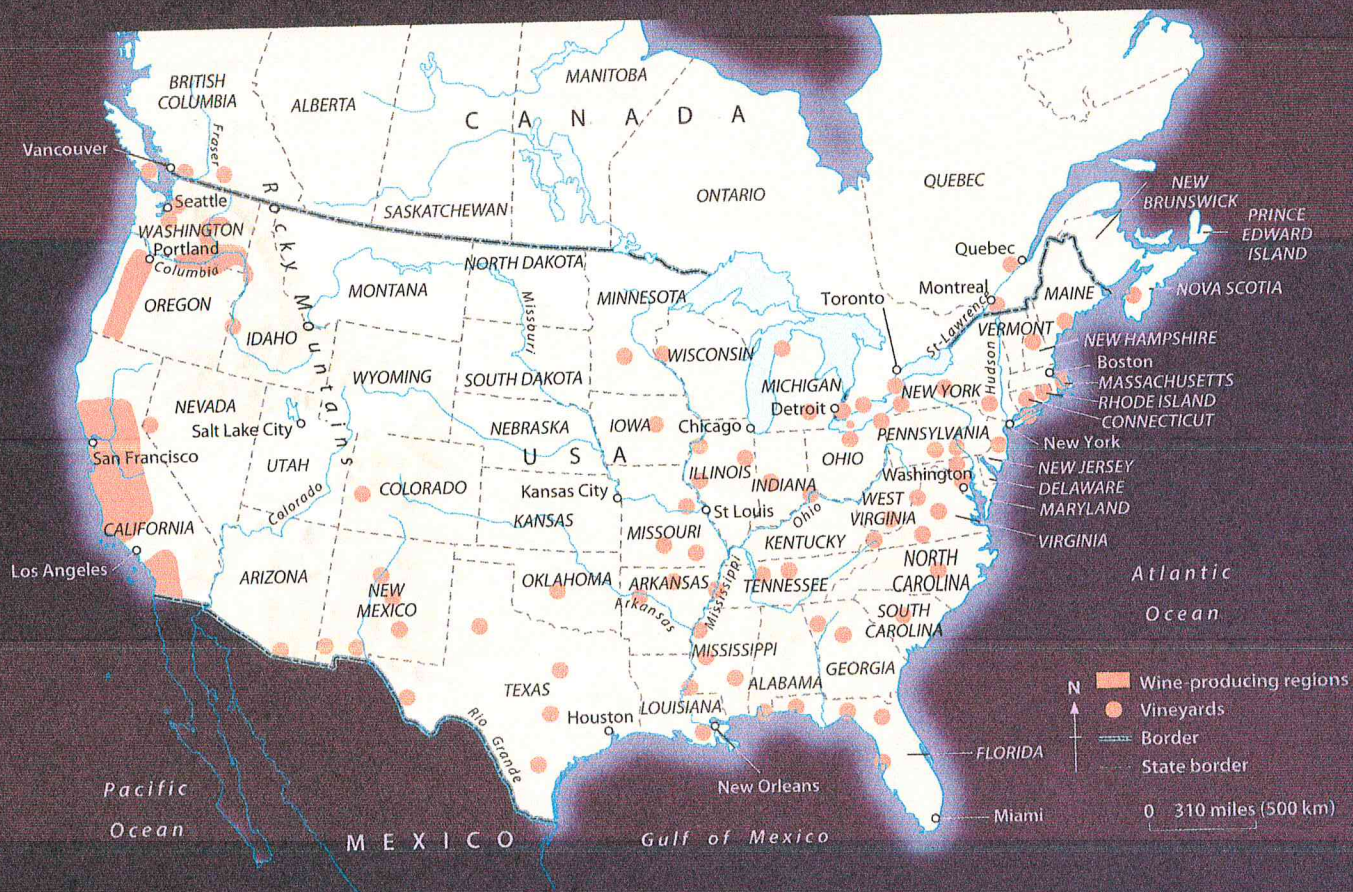 BRITISH
COLUMBIA
ALBERTA
MANITOBA
CANADA
Vancouver
Fraser
Rocky Mountains
SASKATCHEWAN
ONTARIO
QUEBEC
NEW
BRUNSWICK
PRINCE
EDWARD
ISLAND
Seattle
WASHINGTON
Portland
Columbia
OREGON
IDAHO
MONTANA
NORTH DAKOTA
Missouri
MINNESOTA
Toronto
Quebec
Montreal
St-Lawrence
MAINE
NOVA SCOTIA
VERMONT
NEW HAMPSHIRE
Boston
MASSACHUSETTS
RHODE ISLAND
CONNECTICUT
Hudson
NEW YORK
WISCONSIN
MICHIGAN
Detroit
WYOMING
SOUTH DAKOTA
NEVADA
Salt Lake City
NEBRASKA
IOWA
Chicago
PENNSYLVANIA
New York
San Francisco
UTAH
USA
ILLINOIS
INDIANA
OHIO
Washington
NEW JERSEY
DELAWARE
MARYLAND
Colorado
COLORADO
Kansas City
KANSAS
MISSOURI
St Louis
Ohio
WEST
VIRGINIA
KENTUCKY
VIRGINIA
CALIFORNIA
Los Angeles
ARIZONA
NEW
MEXICO
OKLAHOMA
ARKANSAS
Arkansas
Mississippi
TENNESSEE
NORTH
CAROLINA
SOUTH
CAROLINA
Atlantic
Ocean
MISSISSIPPI
ALABAMA
GEORGIA
TEXAS
Houston
LOUISIANA
Rio Grande
New Orleans
FLORIDA
Miami
Pacific
Ocean
MEXICO
Gulf of Mexico
N
Wine-producing regions
Vineyards
Border
State border
0 310 miles (500 km)